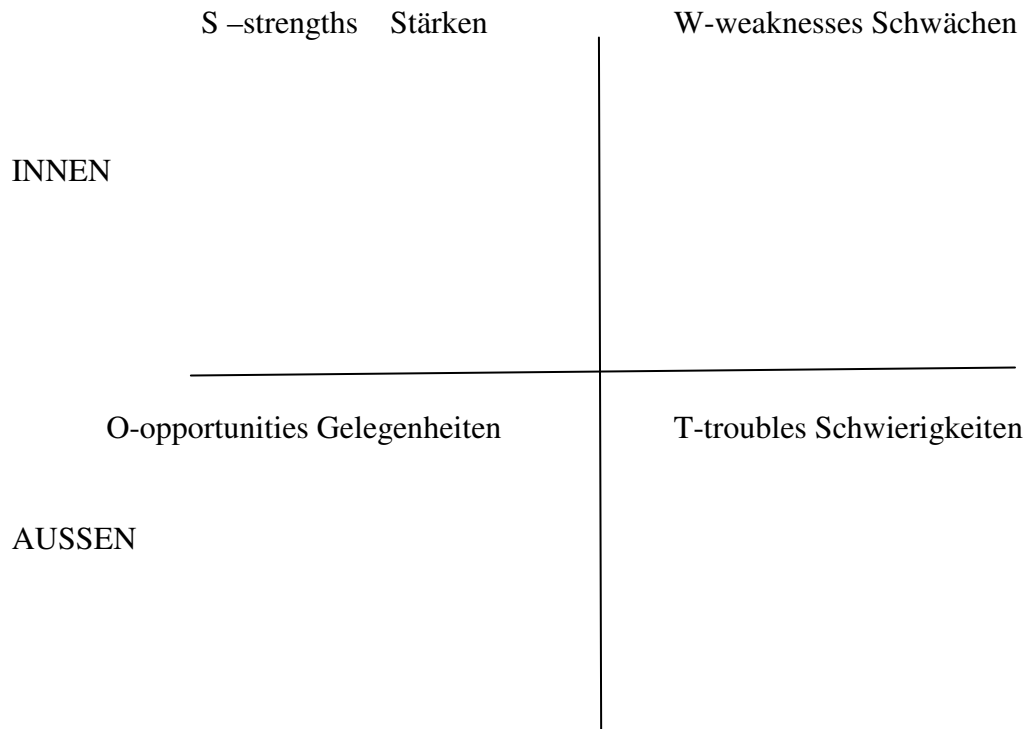 S –strengths Stärken W-weaknesses Schwächen
INNEN
O-opportunities Gelegenheiten T-troubles Schwierigkeiten
AUSSEN